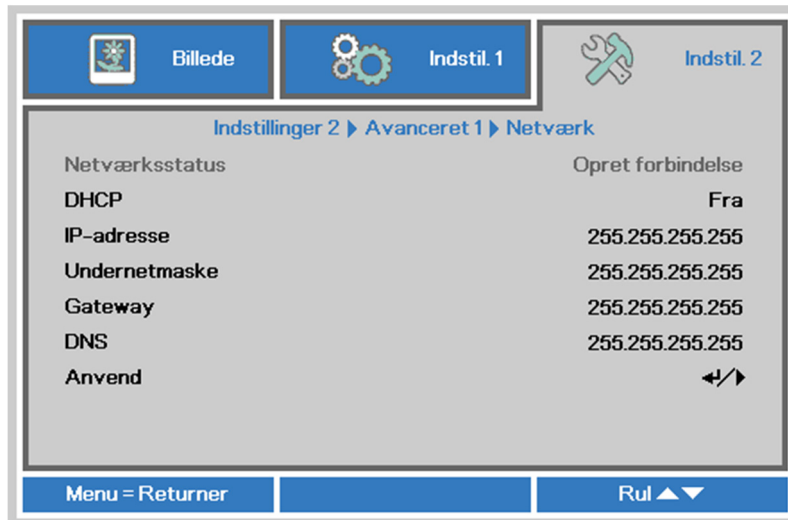 Billede
Indstil. 1
Indstil. 2
Indstillinger 2 ▶ Avanceret 1 ▶ Netværk
Netværksstatus Opret forbindelse
DHCP Fra
IP-adresse 255.255.255.255
Undernetmaske 255.255.255.255
Gateway 255.255.255.255
DNS 255.255.255.255
Anvend ↵/▶
Menu = Returner Rul ▲▼